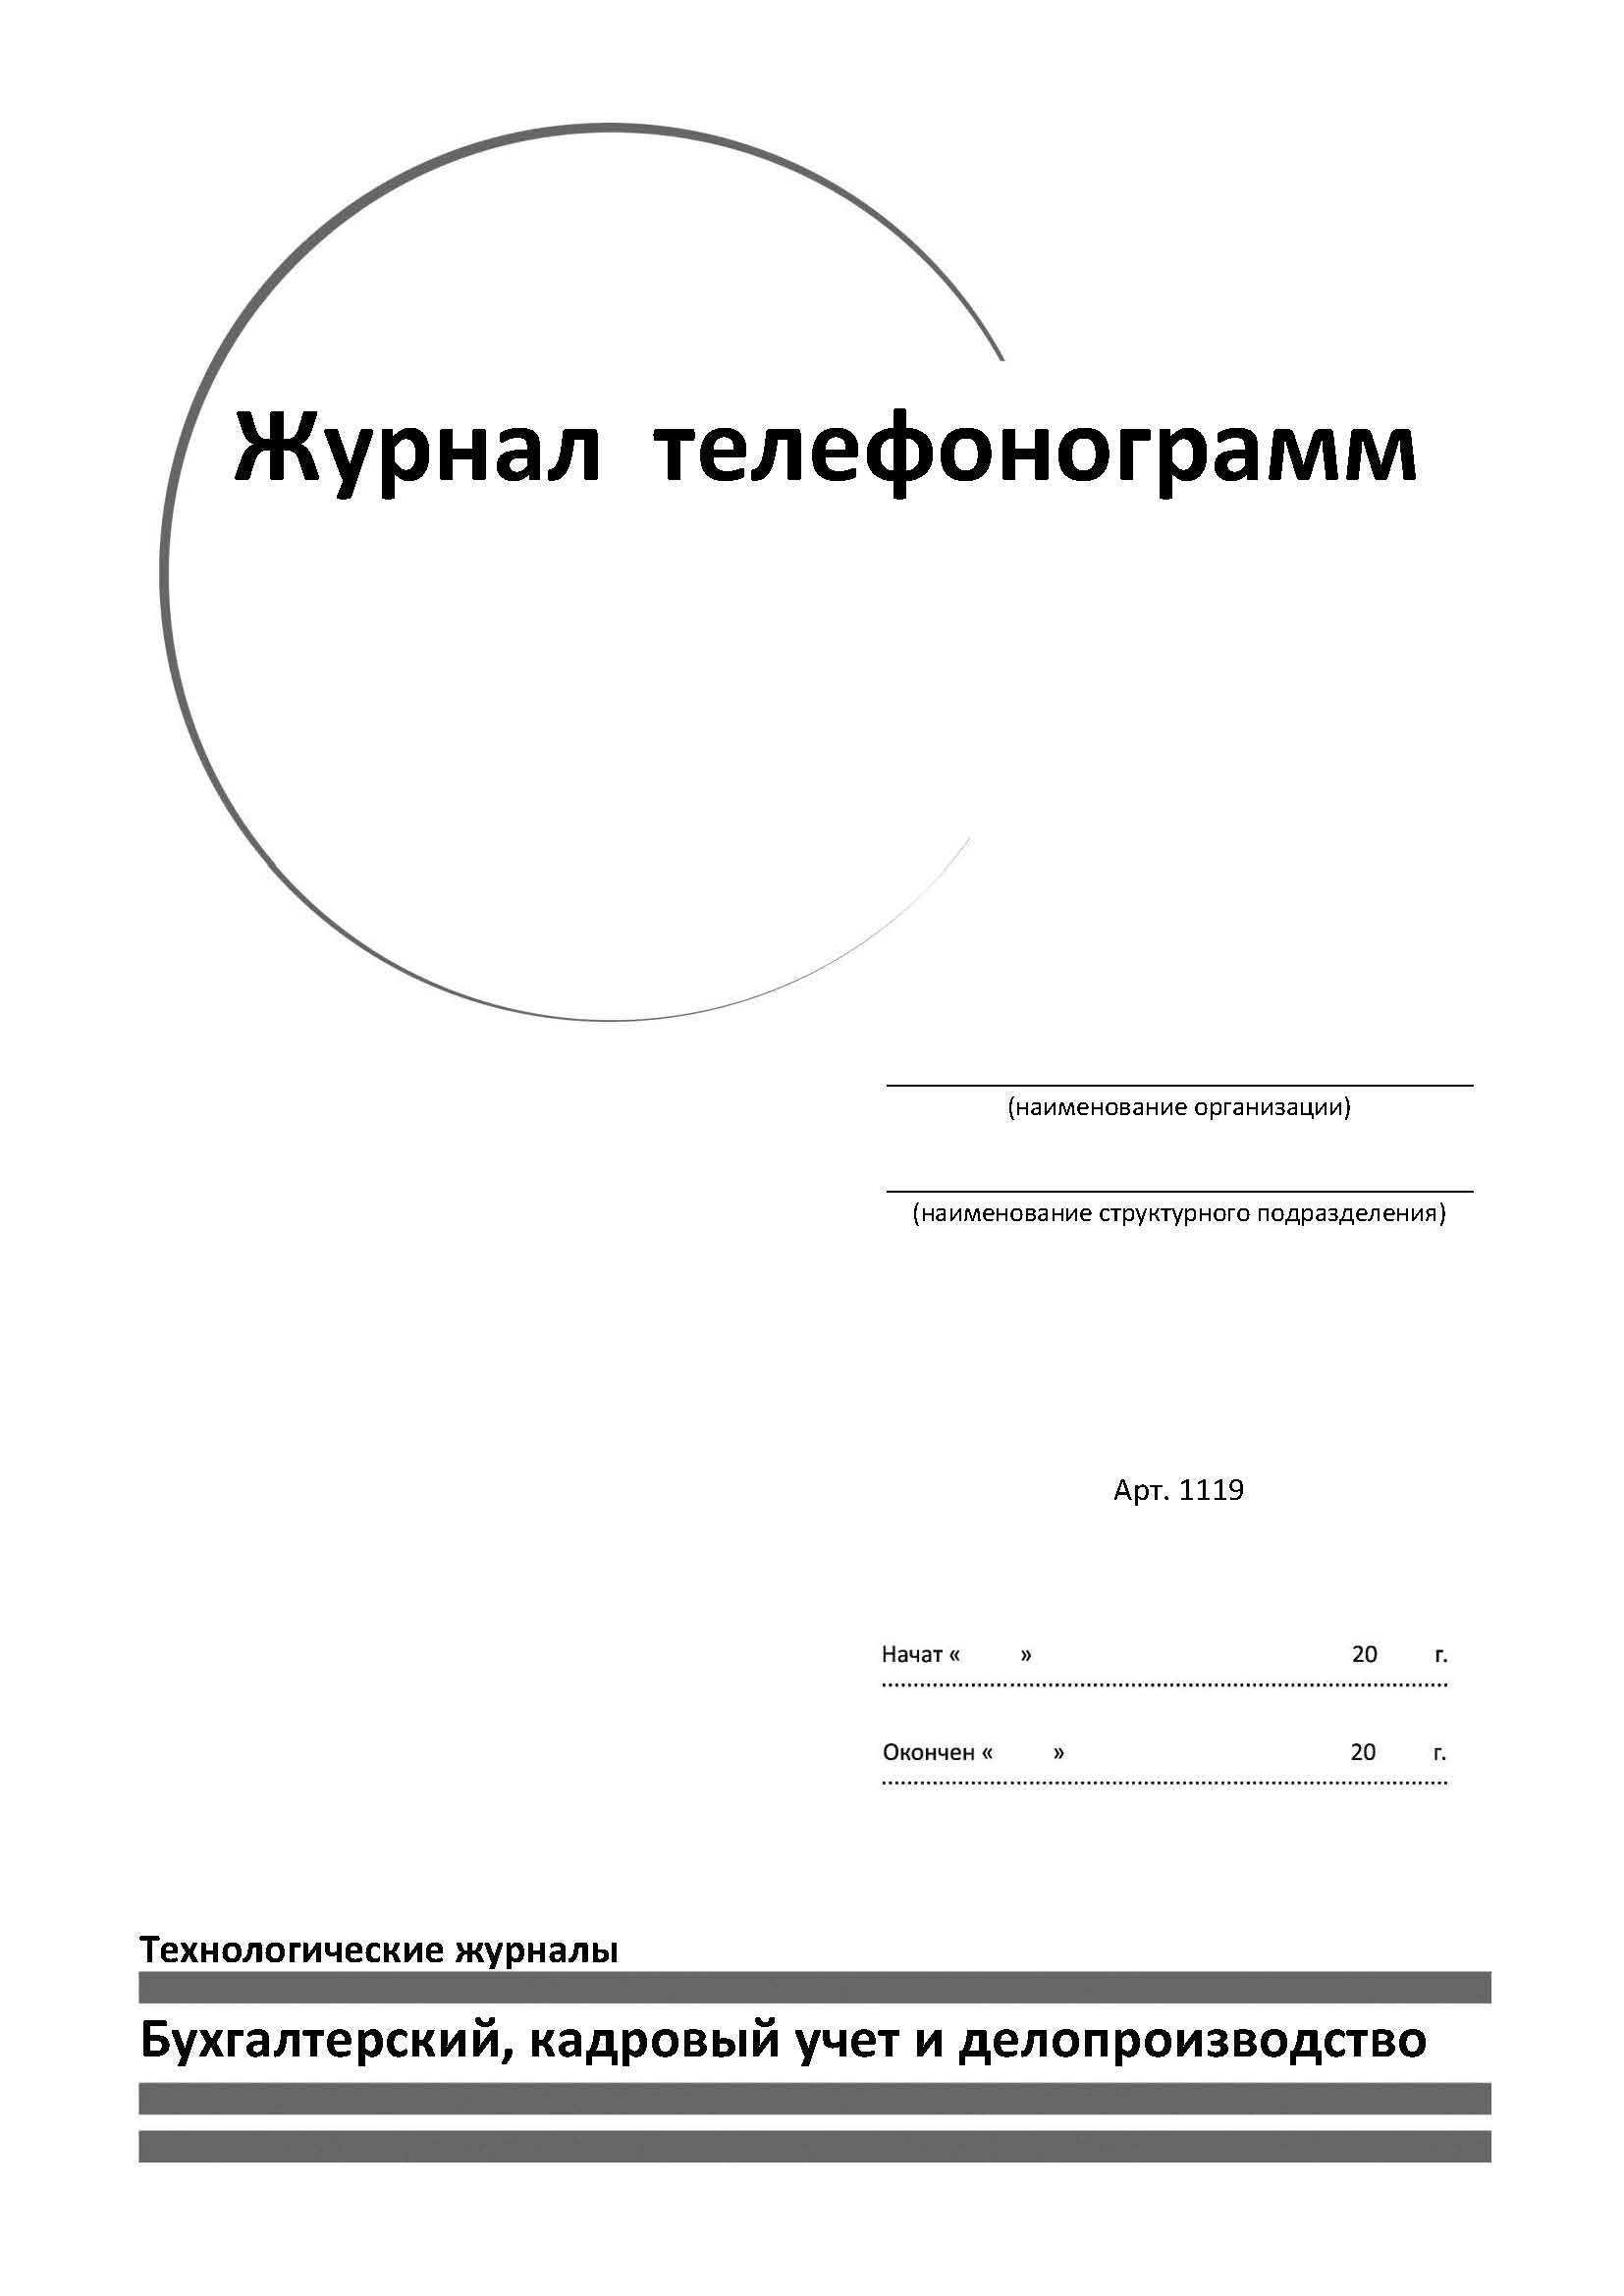 Журнал телефонограмм
(наименование организации)
(наименование структурного подразделения)
Арт. 1119
Начат « » 20 г.
Окончен « » 20 г.
Технологические журналы
Бухгалтерский, кадровый учет и делопроизводство